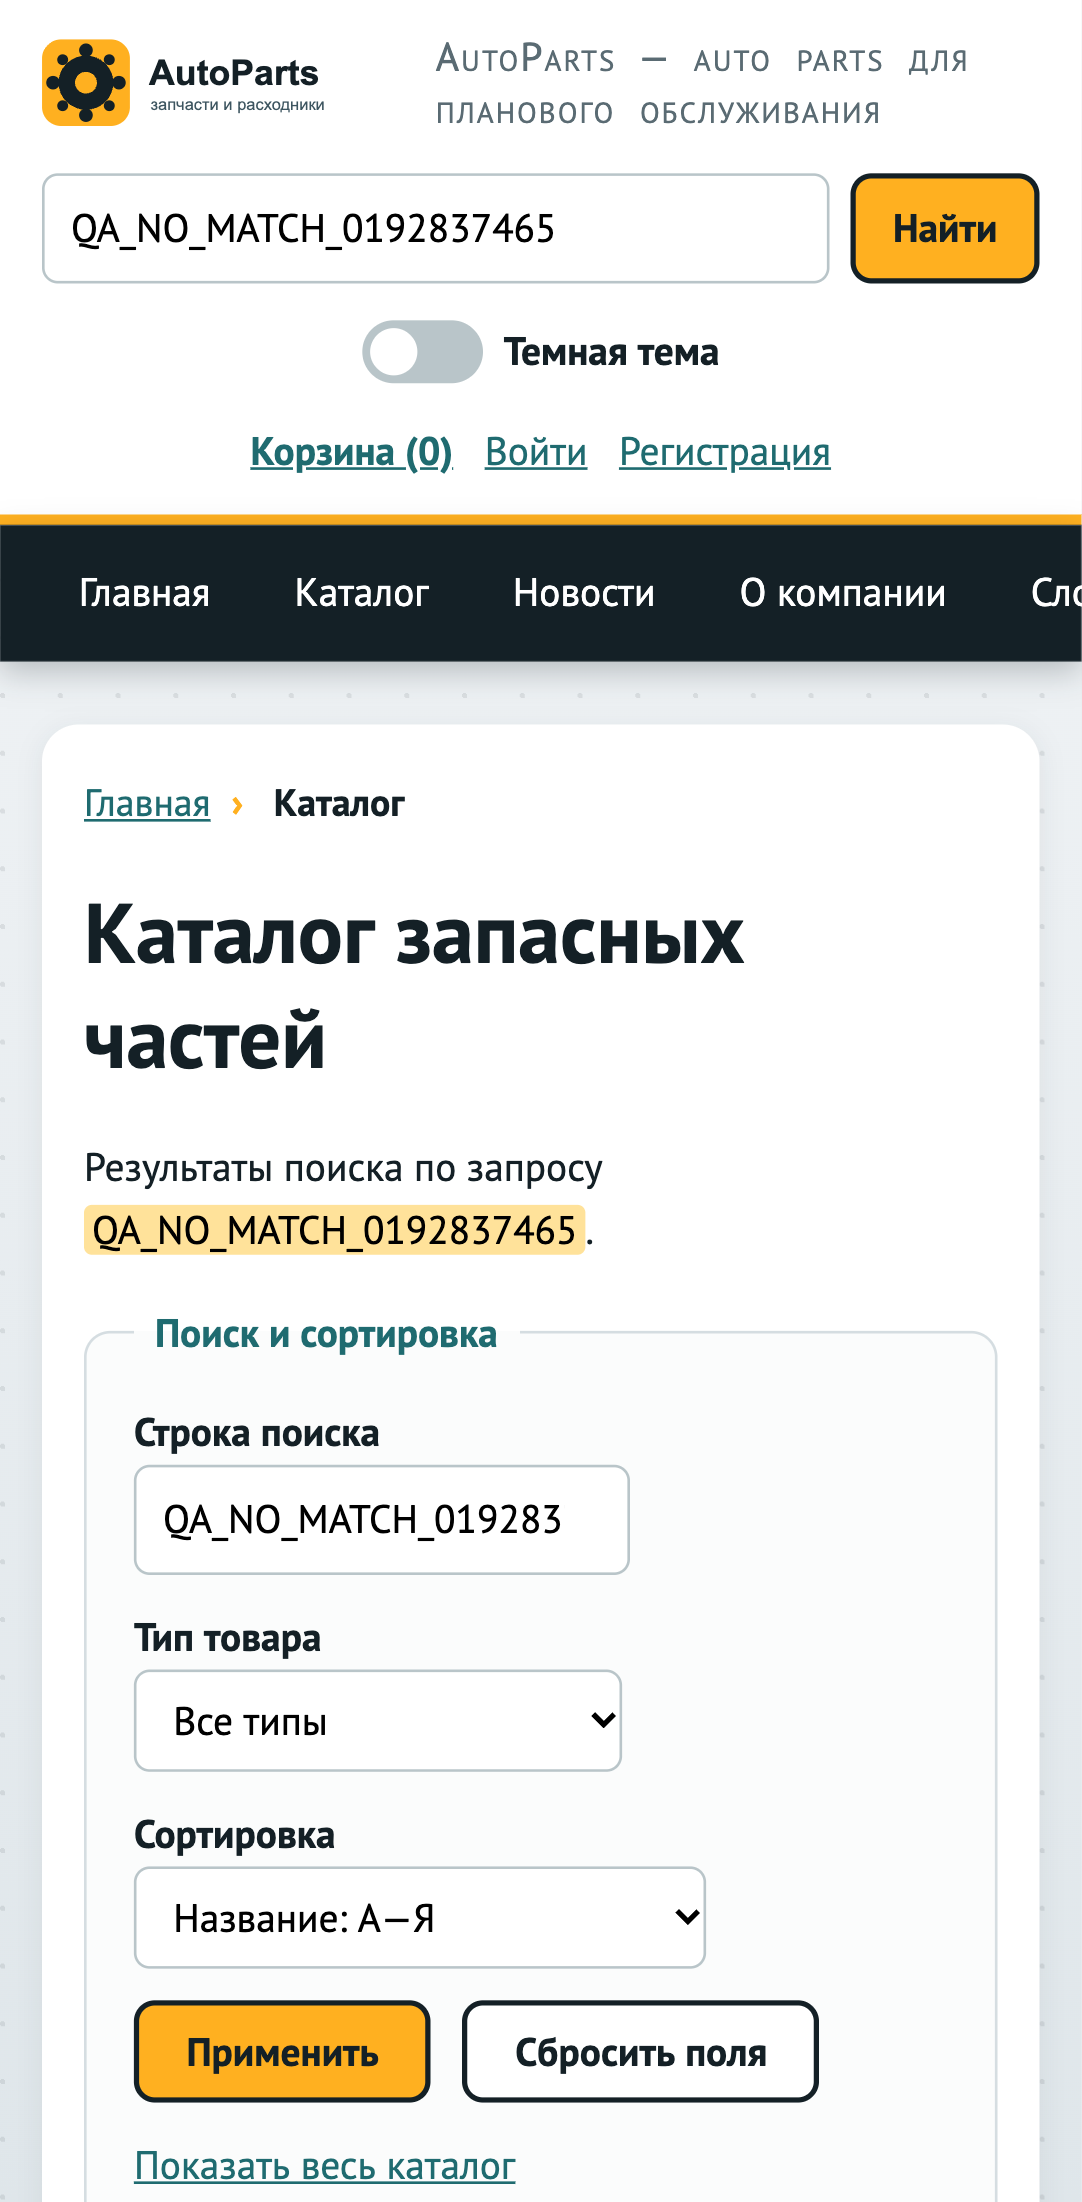 AutoParts
запчасти и расходники
AutoParts — auto parts для
планового обслуживания
QA_NO_MATCH_0192837465
Найти
Темная тема
Корзина (0) Войти Регистрация
Главная Каталог Новости О компании
Главная › Каталог
Каталог запасных
частей
Результаты поиска по запросу
QA_NO_MATCH_0192837465.
Поиск и сортировка
Строка поиска
QA_NO_MATCH_019283
Тип товара
Все типы
Сортировка
Название: А—Я
Применить Сбросить поля
Показать весь каталог